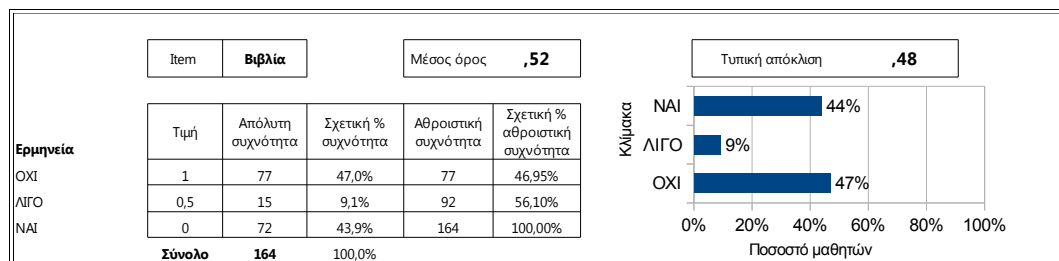 Item Βιβλία Μέσος όρος ,52 Τυπική απόκλιση ,48
Ερμηνεία Τιμή Απόλυτη συχνότητα Σχετική % συχνότητα Αθροιστική συχνότητα Σχετική % αθροιστική συχνότητα
ΟΧΙ 1 77 47,0% 77 46,95%
ΛΙΓΟ 0,5 15 9,1% 92 56,10%
ΝΑΙ 0 72 43,9% 164 100,00%
Σύνολο 164 100,0%
Κλίμακα
ΝΑΙ 44%
ΛΙΓΟ 9%
ΟΧΙ 47%
0% 20% 40% 60% 80% 100%
Ποσοστό μαθητών